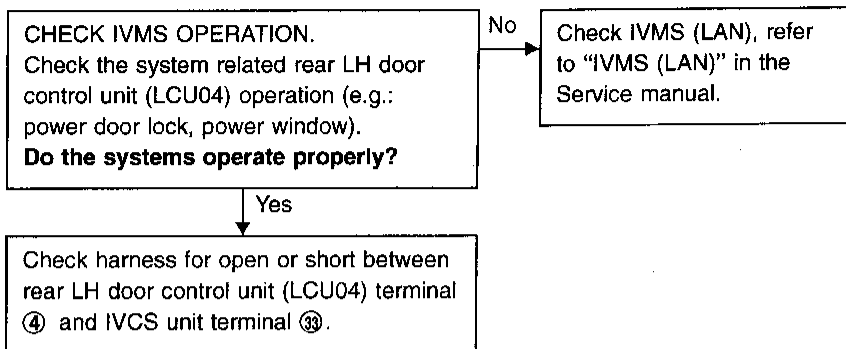 CHECK IVMS OPERATION.
Check the system related rear LH door
control unit (LCU04) operation (e.g.:
power door lock, power window).
Do the systems operate properly?
No
Check IVMS (LAN), refer
to "IVMS (LAN)" in the
Service manual.
Yes
Check harness for open or short between
rear LH door control unit (LCU04) terminal
④ and IVCS unit terminal ㉝.